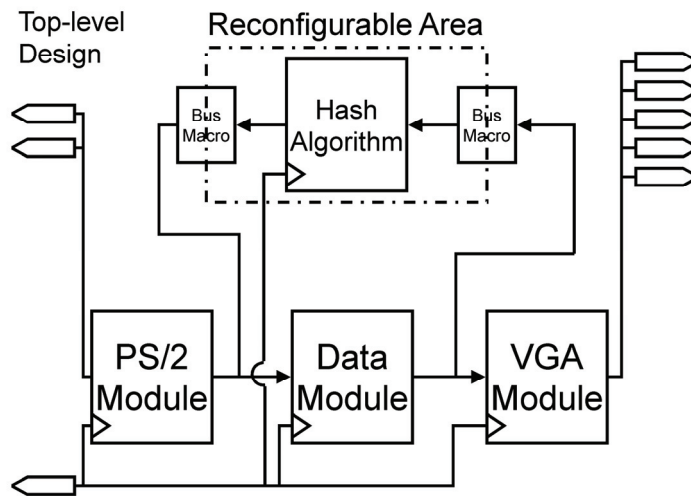 Top-level
Design
Reconfigurable Area
Bus
Macro
Hash
Algorithm
Bus
Macro
PS/2
Module
Data
Module
VGA
Module